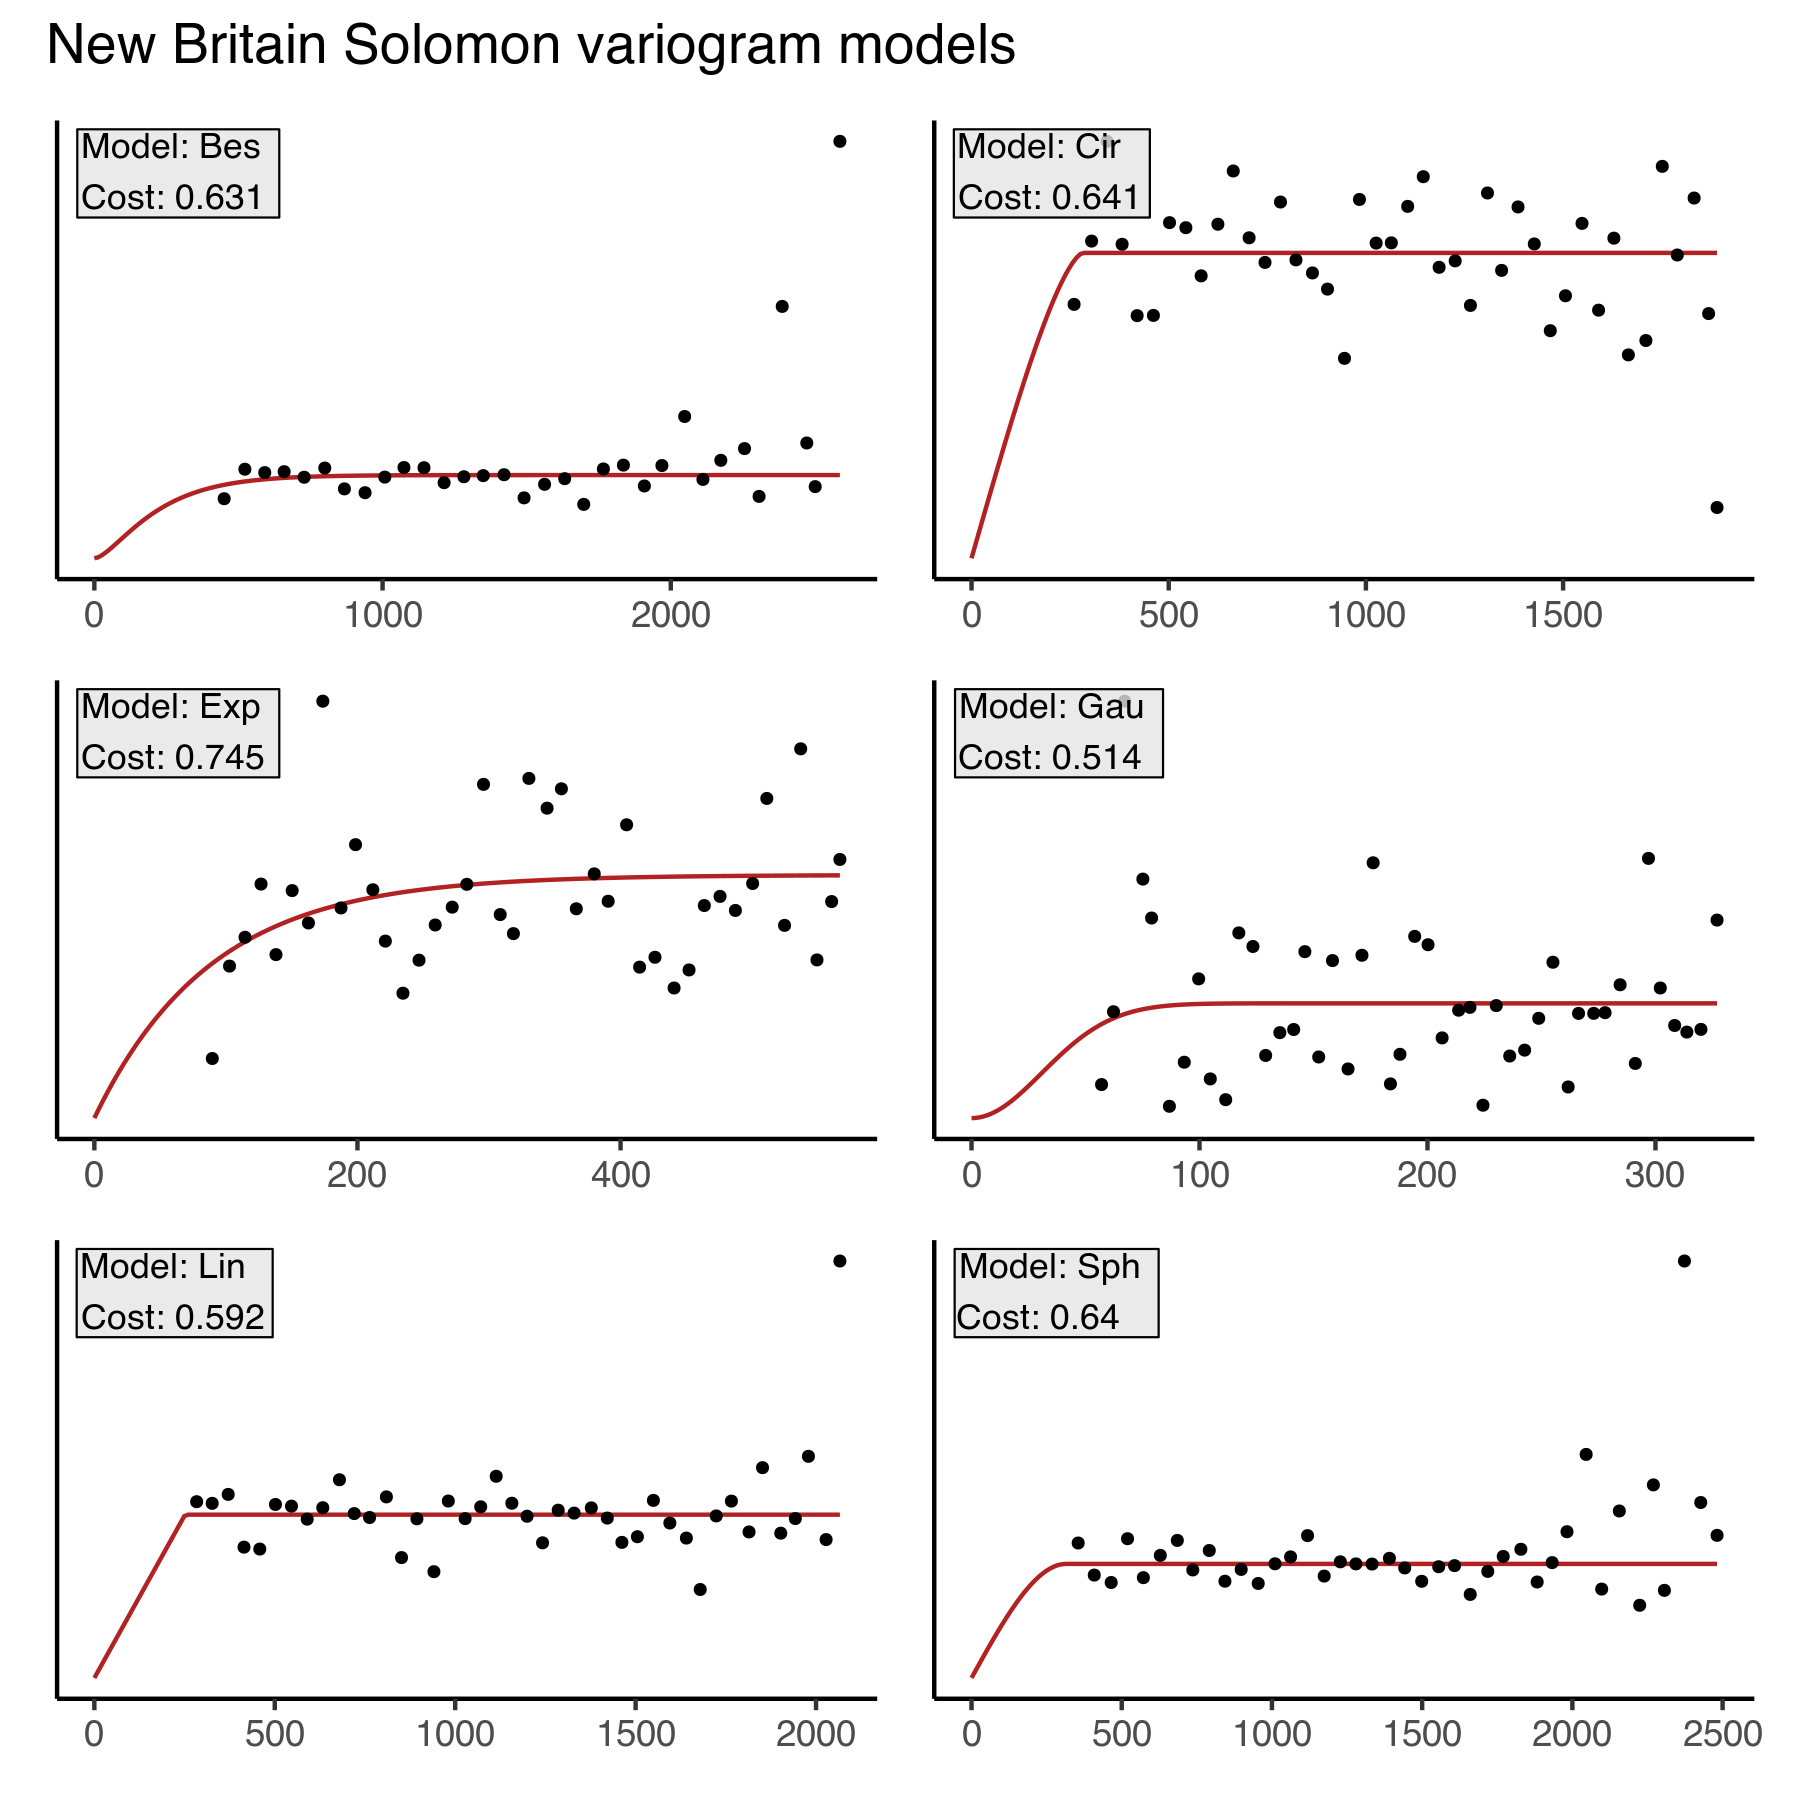 New Britain Solomon variogram models
Model: Bes
Cost: 0.631
0 1000 2000
Model: Cir
Cost: 0.641
0 500 1000 1500
Model: Exp
Cost: 0.745
0 200 400
Model: Gau
Cost: 0.514
0 100 200 300
Model: Lin
Cost: 0.592
0 500 1000 1500 2000
Model: Sph
Cost: 0.64
0 500 1000 1500 2000 2500